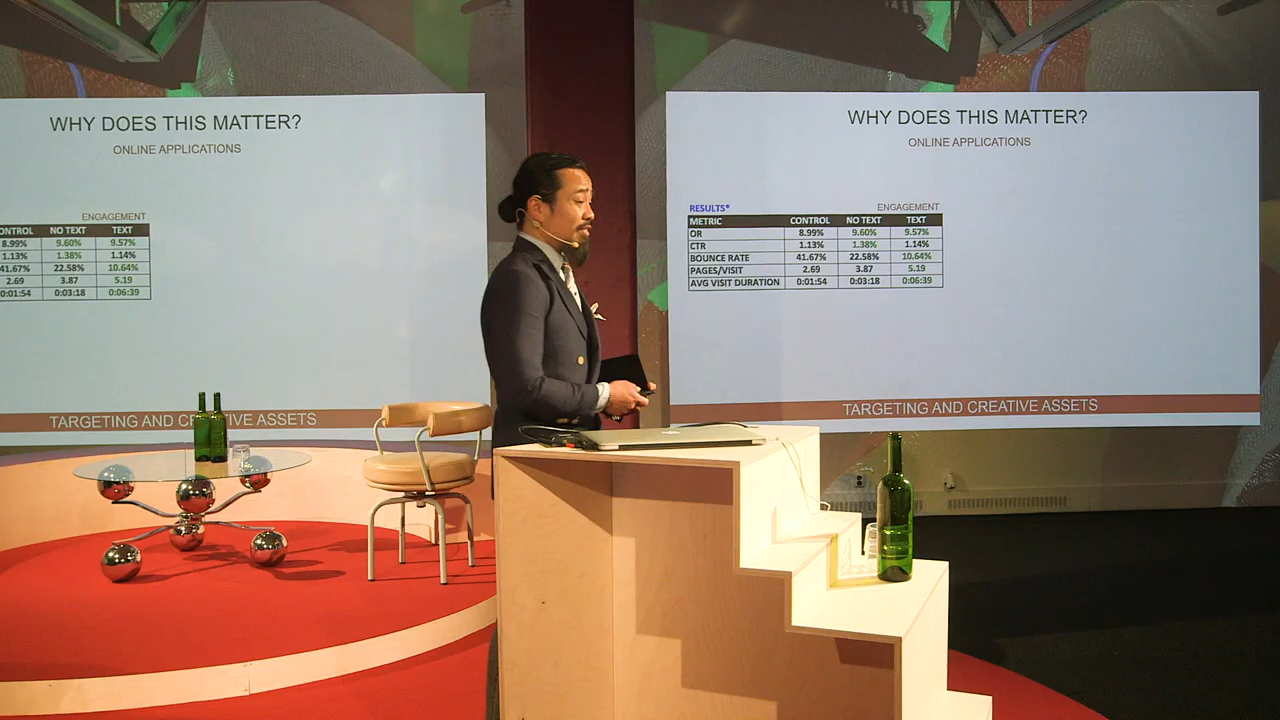 WHY DOES THIS MATTER?
ONLINE APPLICATIONS
ENGAGEMENT
CONTROL NO TEXT TEXT
8.99% 9.60% 9.57%
1.13% 1.38% 1.14%
41.67% 22.58% 10.64%
2.69 3.87 5.19
0:01:54 0:03:18 0:06:39
TARGETING AND CREATIVE ASSETS
WHY DOES THIS MATTER?
ONLINE APPLICATIONS
RESULTS* ENGAGEMENT
METRIC CONTROL NO TEXT TEXT
OR 8.99% 9.60% 9.57%
CTR 1.13% 1.38% 1.14%
BOUNCE RATE 41.67% 22.58% 10.64%
PAGES/VISIT 2.69 3.87 5.19
AVG VISIT DURATION 0:01:54 0:03:18 0:06:39
TARGETING AND CREATIVE ASSETS